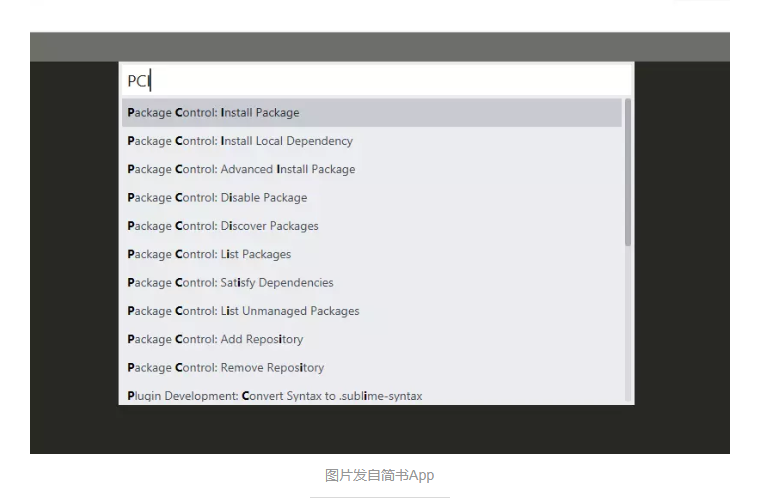 PCI
Package Control: Install Package
Package Control: Install Local Dependency
Package Control: Advanced Install Package
Package Control: Disable Package
Package Control: Discover Packages
Package Control: List Packages
Package Control: Satisfy Dependencies
Package Control: List Unmanaged Packages
Package Control: Add Repository
Package Control: Remove Repository
Plugin Development: Convert Syntax to .sublime-syntax
图片发自简书App